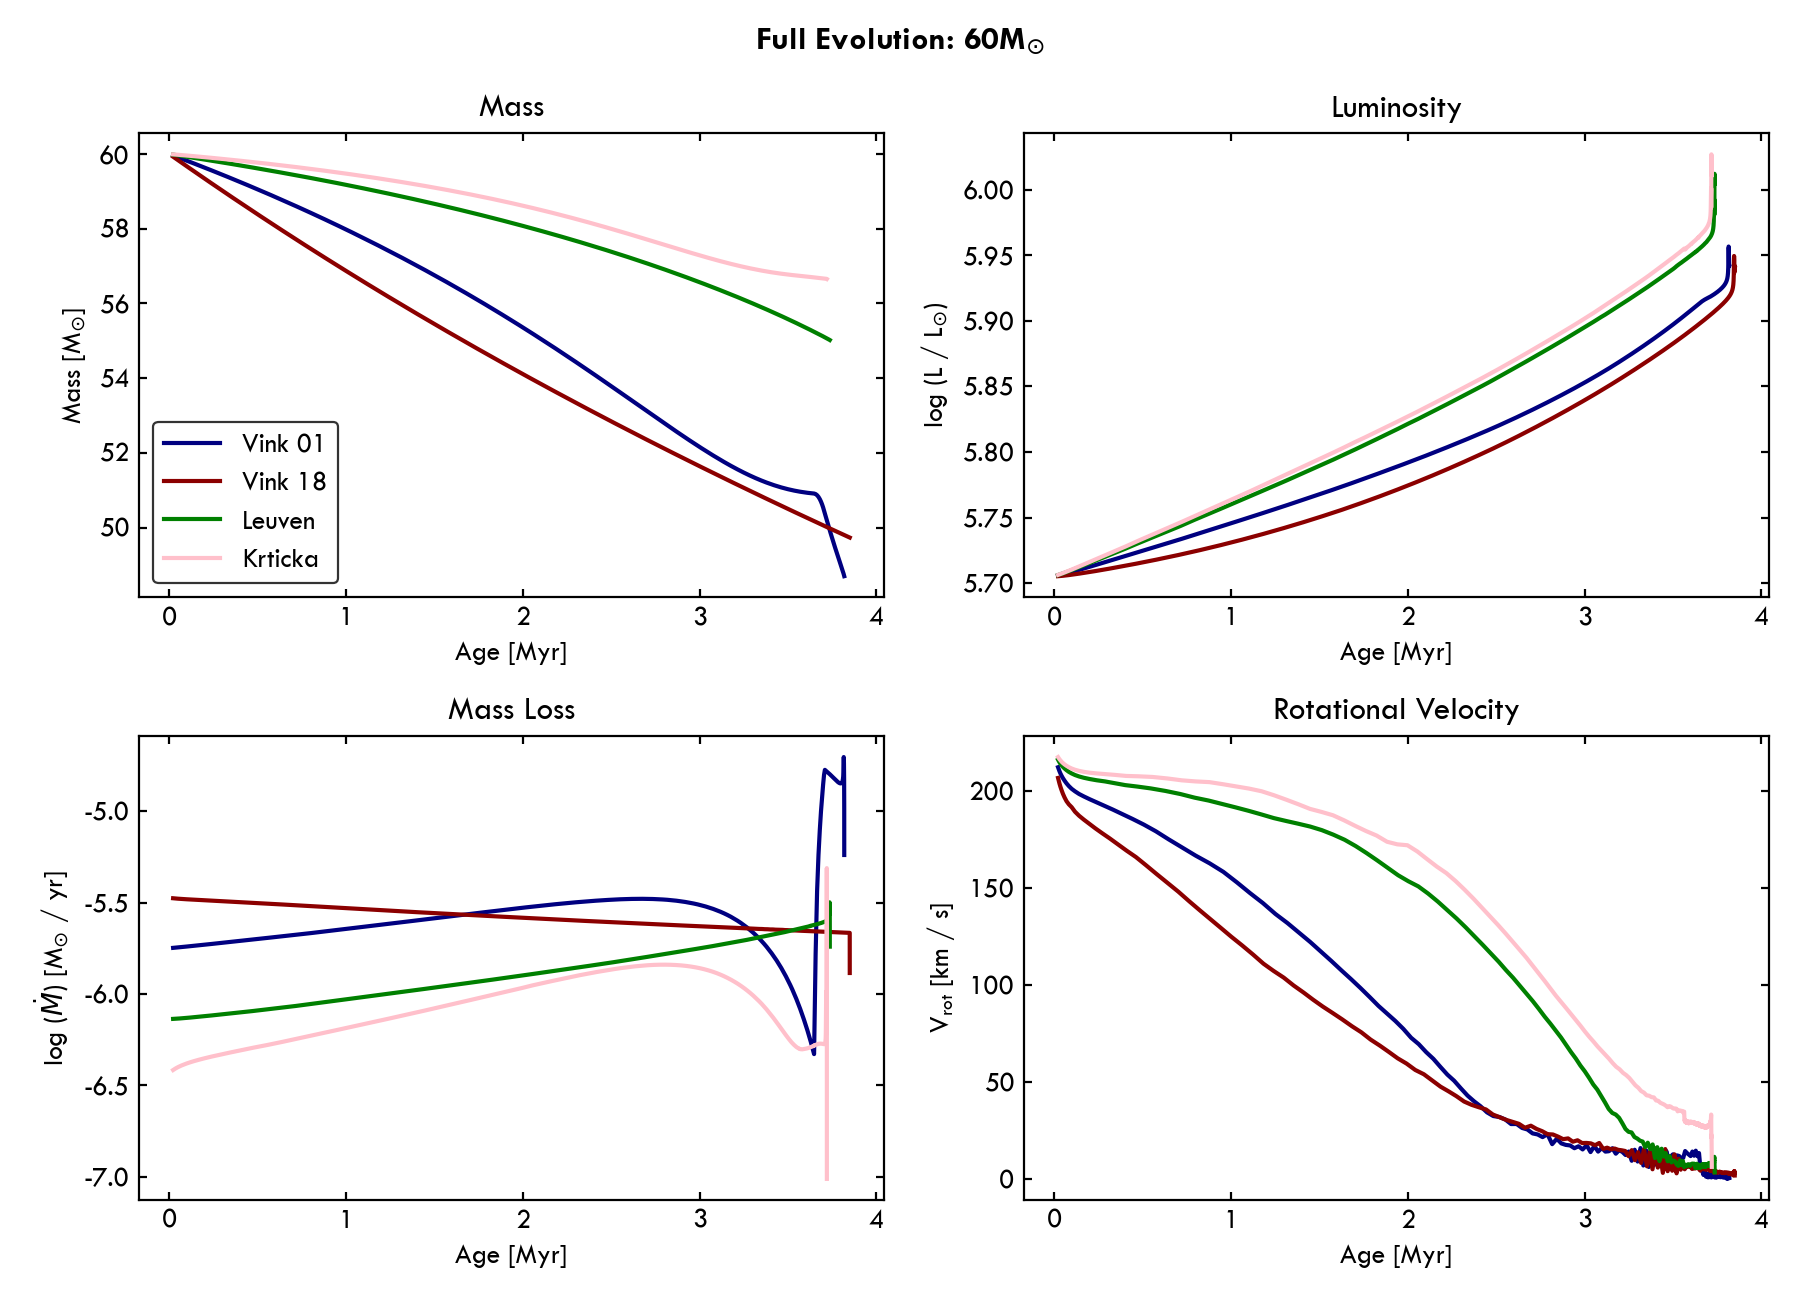 Full Evolution: 60M⊙
Mass
Mass [M⊙]
60
58
56
54
52
50
Vink 01
Vink 18
Leuven
Krticka
0 1 2 3 4
Age [Myr]
Luminosity
log (L / L⊙)
6.00
5.95
5.90
5.85
5.80
5.75
5.70
0 1 2 3 4
Age [Myr]
Mass Loss
log (Ṁ) [M⊙ / yr]
-5.0
-5.5
-6.0
-6.5
-7.0
0 1 2 3 4
Age [Myr]
Rotational Velocity
Vrot [km / s]
200
150
100
50
0
0 1 2 3 4
Age [Myr]